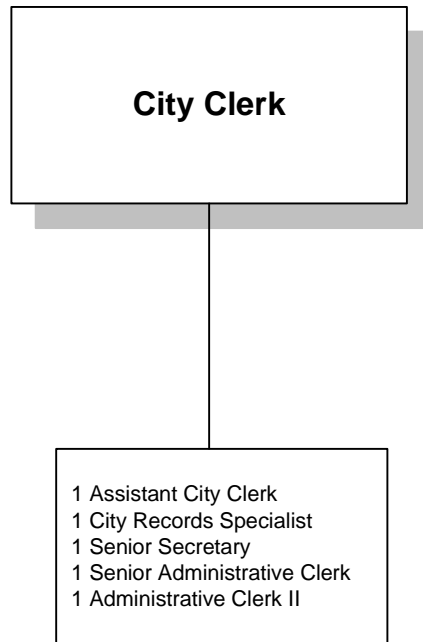 City Clerk
1 Assistant City Clerk
1 City Records Specialist
1 Senior Secretary
1 Senior Administrative Clerk
1 Administrative Clerk II